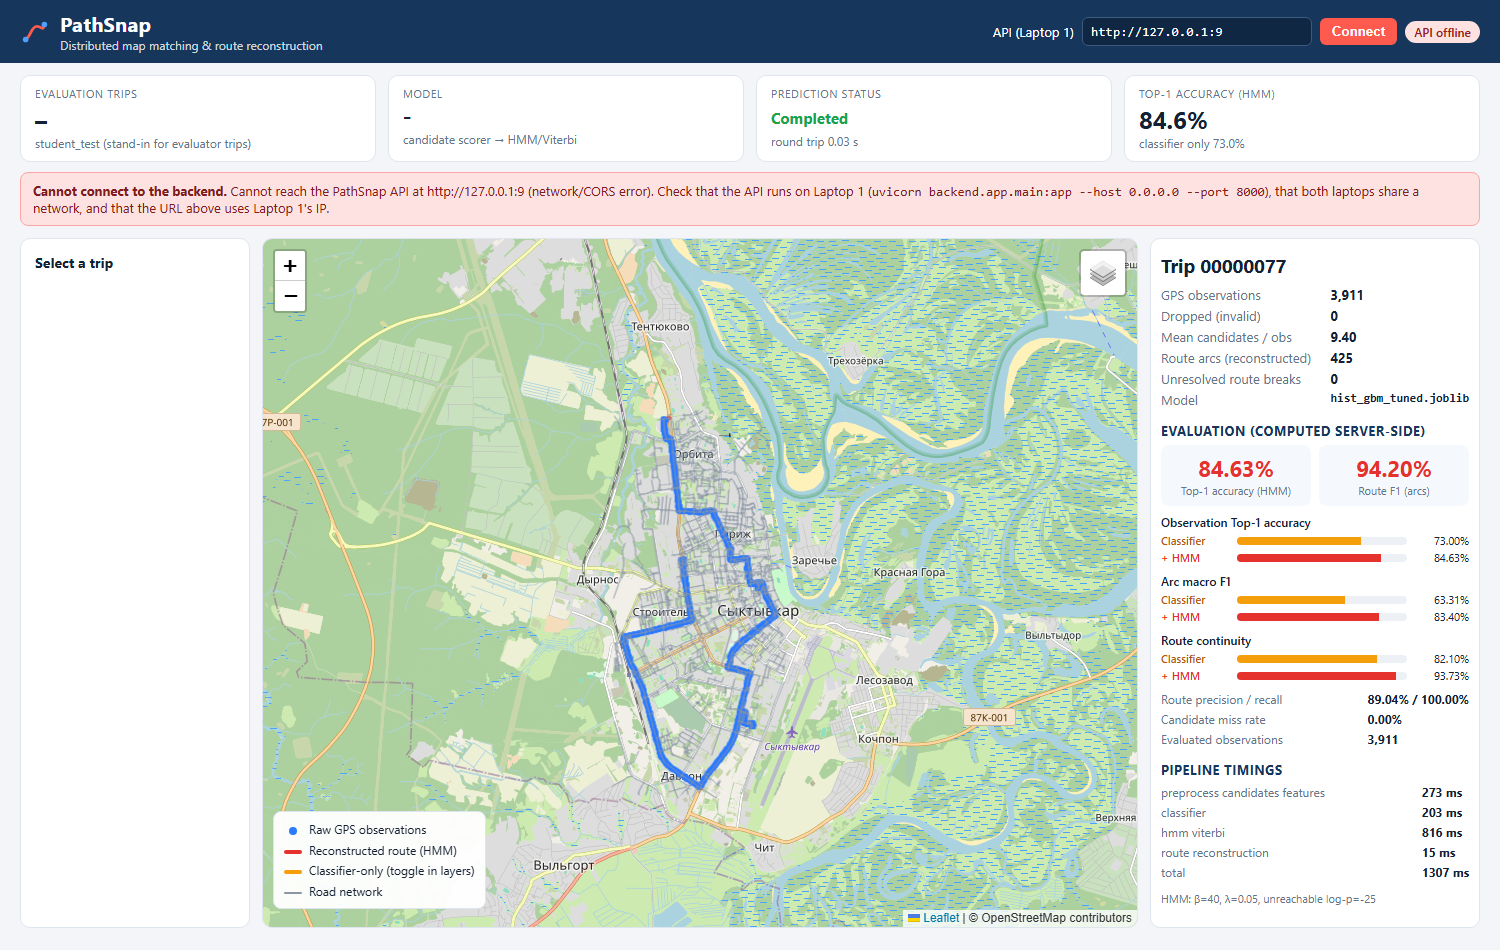 PathSnap
Distributed map matching & route reconstruction
API (Laptop 1)
http://127.0.0.1:9
Connect
API offline
EVALUATION TRIPS
–
student_test (stand-in for evaluator trips)
MODEL
-
candidate scorer → HMM/Viterbi
PREDICTION STATUS
Completed
round trip 0.03 s
TOP-1 ACCURACY (HMM)
84.6%
classifier only 73.0%
Cannot connect to the backend. Cannot reach the PathSnap API at http://127.0.0.1:9 (network/CORS error). Check that the API runs on Laptop 1 (uvicorn backend.app.main:app --host 0.0.0.0 --port 8000), that both laptops share a
network, and that the URL above uses Laptop 1's IP.
Select a trip
+
−
Тентюково
Трехозёрка
87К-001
Орбита
Заречье
Красная Гора
Дырнос
Строитель
Сыктывкар
Выльтыдор
Лесозавод
Кочпон
Сыктывкар
Верхняя
Чит
Выльгорт
Raw GPS observations
Reconstructed route (HMM)
Classifier-only (toggle in layers)
Road network
Leaflet | © OpenStreetMap contributors
Trip 00000077
GPS observations 3,911
Dropped (invalid) 0
Mean candidates / obs 9.40
Route arcs (reconstructed) 425
Unresolved route breaks 0
Model hist_gbm_tuned.joblib
EVALUATION (COMPUTED SERVER-SIDE)
84.63%
Top-1 accuracy (HMM)
94.20%
Route F1 (arcs)
Observation Top-1 accuracy
Classifier 73.00%
+ HMM 84.63%
Arc macro F1
Classifier 63.31%
+ HMM 83.40%
Route continuity
Classifier 82.10%
+ HMM 93.73%
Route precision / recall 89.04% / 100.00%
Candidate miss rate 0.00%
Evaluated observations 3,911
PIPELINE TIMINGS
preprocess candidates features 273 ms
classifier 203 ms
hmm viterbi 816 ms
route reconstruction 15 ms
total 1307 ms
HMM: β=40, λ=0.05, unreachable log-p=-25